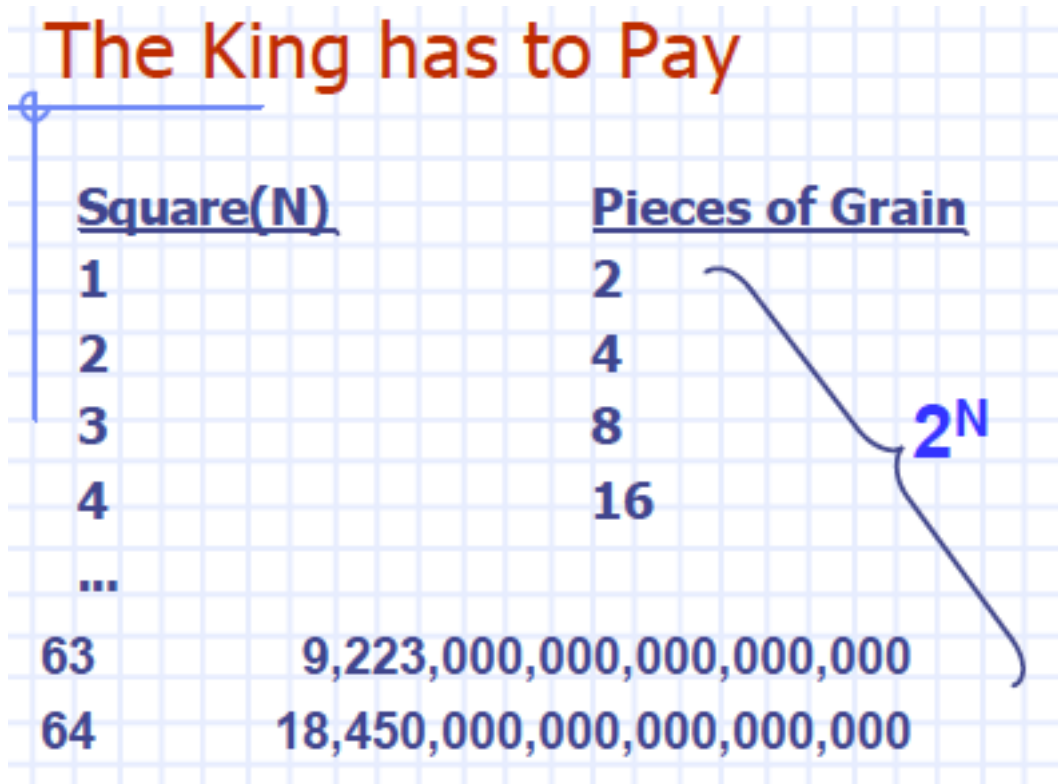 The King has to Pay
Square(N) Pieces of Grain
1 2
2 4
3 8
2ᴺ
4 16
...
63 9,223,000,000,000,000,000
64 18,450,000,000,000,000,000